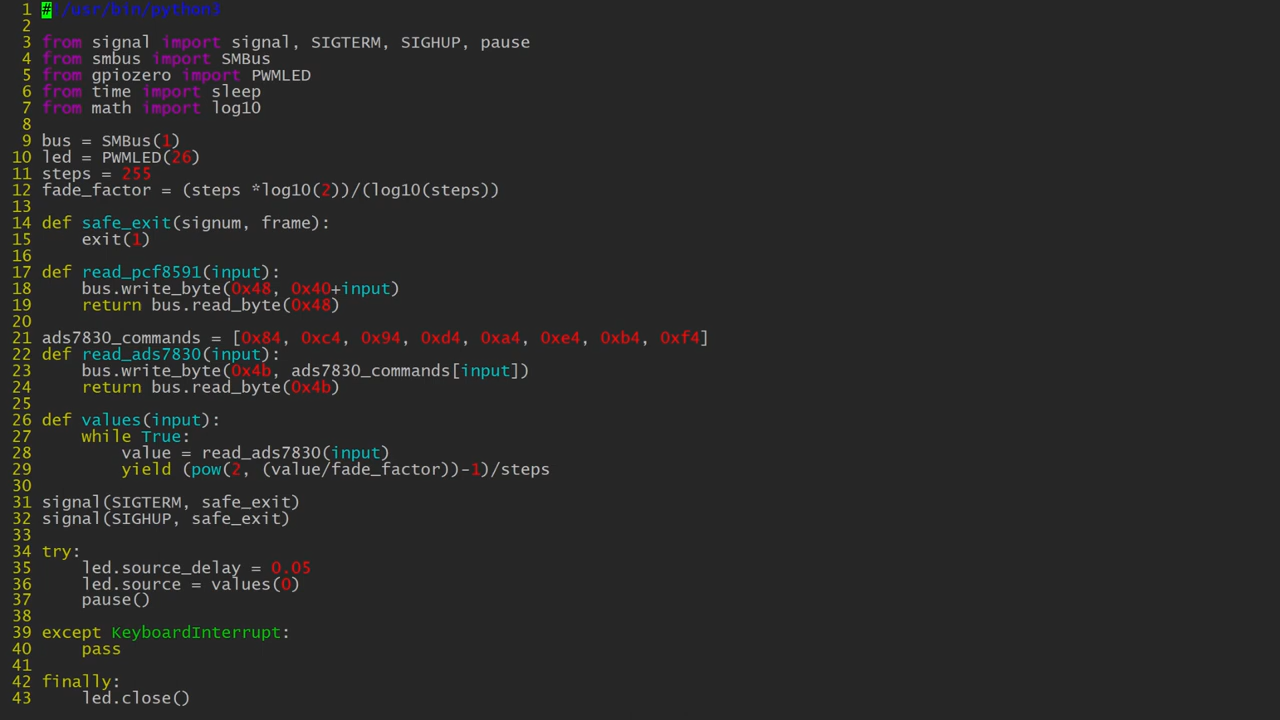 1 #!/usr/bin/python3
2
3 from signal import signal, SIGTERM, SIGHUP, pause
4 from smbus import SMBus
5 from gpiozero import PWMLED
6 from time import sleep
7 from math import log10
8
9 bus = SMBus(1)
10 led = PWMLED(26)
11 steps = 255
12 fade_factor = (steps *log10(2))/(log10(steps))
13
14 def safe_exit(signum, frame):
15     exit(1)
16
17 def read_pcf8591(input):
18     bus.write_byte(0x48, 0x40+input)
19     return bus.read_byte(0x48)
20
21 ads7830_commands = [0x84, 0xc4, 0x94, 0xd4, 0xa4, 0xe4, 0xb4, 0xf4]
22 def read_ads7830(input):
23     bus.write_byte(0x4b, ads7830_commands[input])
24     return bus.read_byte(0x4b)
25
26 def values(input):
27     while True:
28         value = read_ads7830(input)
29         yield (pow(2, (value/fade_factor))-1)/steps
30
31 signal(SIGTERM, safe_exit)
32 signal(SIGHUP, safe_exit)
33
34 try:
35     led.source_delay = 0.05
36     led.source = values(0)
37     pause()
38
39 except KeyboardInterrupt:
40     pass
41
42 finally:
43     led.close()